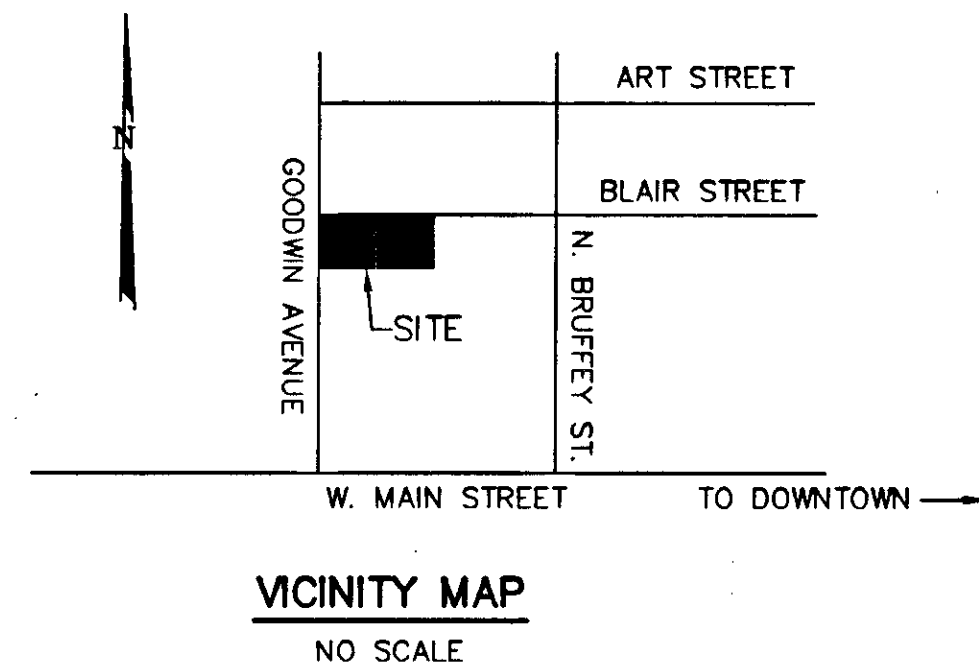 ART STREET
N
BLAIR STREET
GOODWIN AVENUE
N. BRUFFEY ST.
SITE
W. MAIN STREET
TO DOWNTOWN
VICINITY MAP
NO SCALE